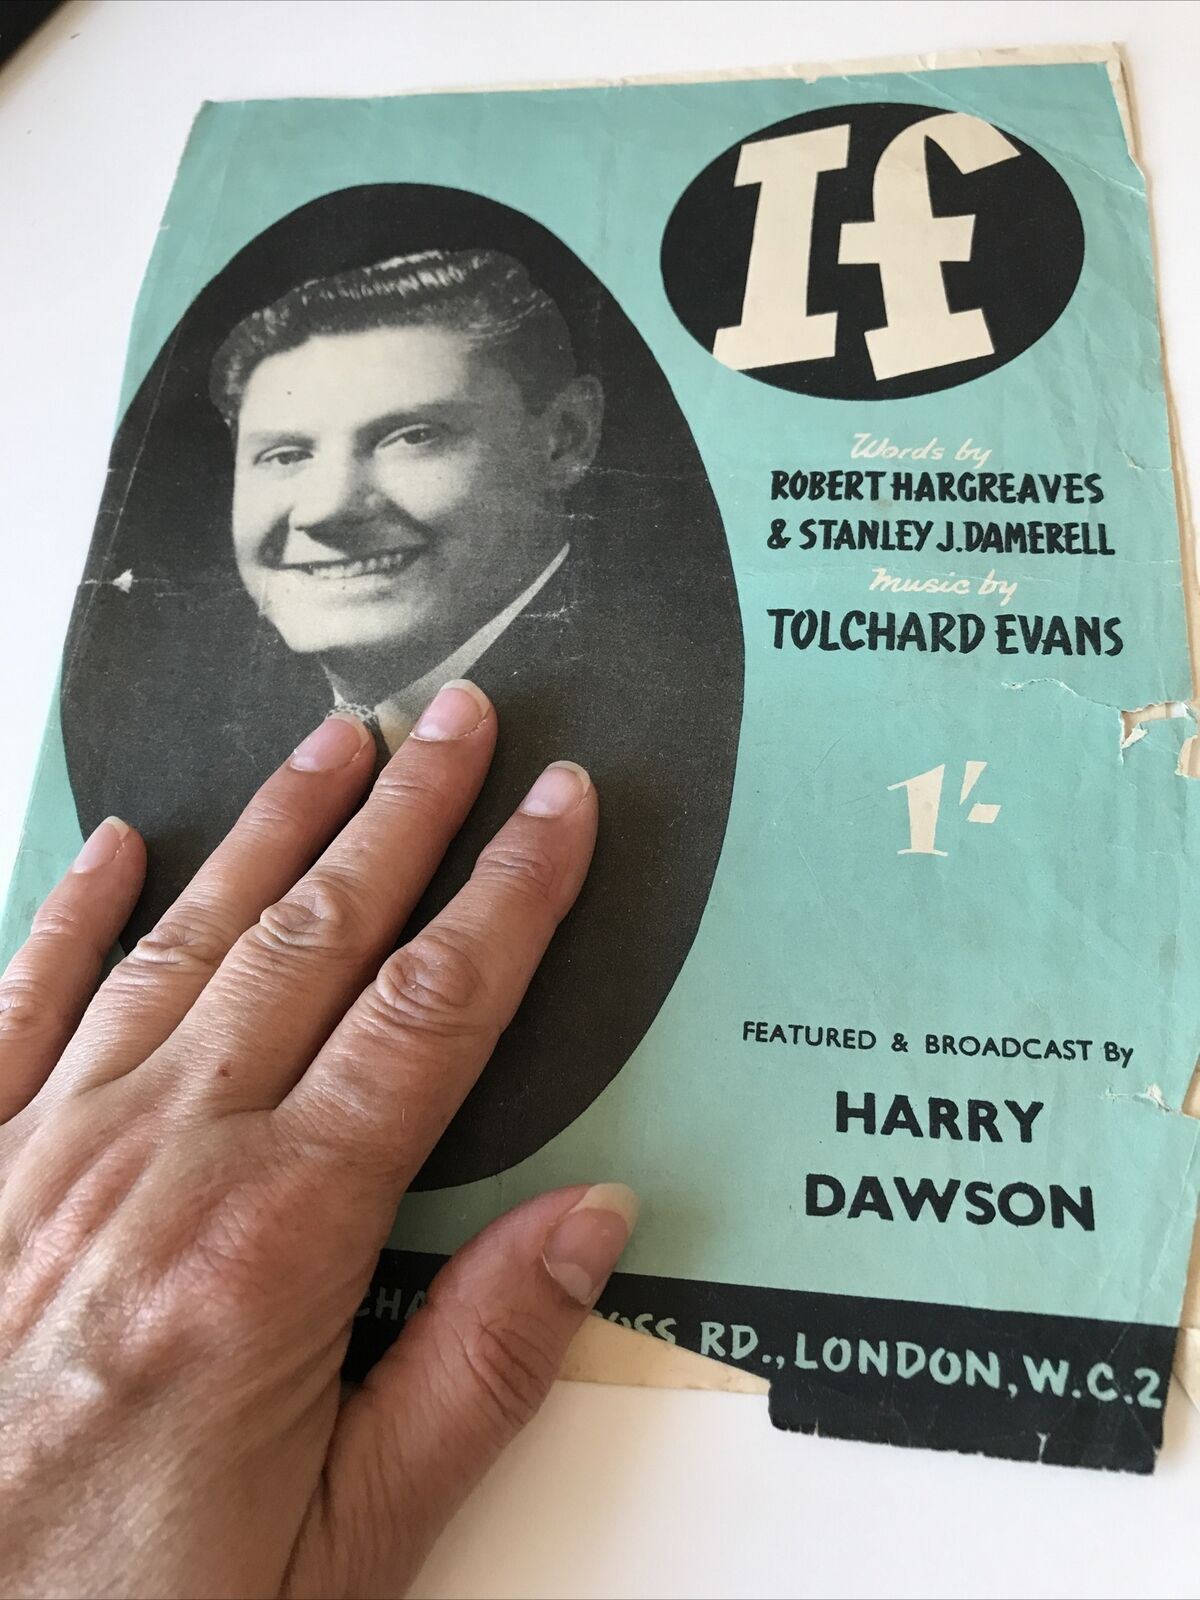 If
Words by
ROBERT HARGREAVES
& STANLEY J. DAMERELL
Music by
TOLCHARD EVANS
1'-
FEATURED & BROADCAST By
HARRY
DAWSON
RD., LONDON, W.C.2